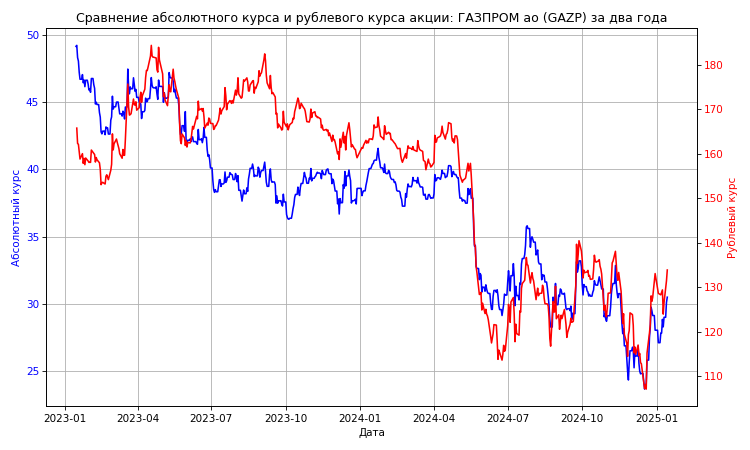 Сравнение абсолютного курса и рублевого курса акции: ГАЗПРОМ ао (GAZP) за два года
50
45
40
35
30
25
Абсолютный курс
180
170
160
150
140
130
120
110
Рублевый курс
2023-01 2023-04 2023-07 2023-10 2024-01 2024-04 2024-07 2024-10 2025-01
Дата